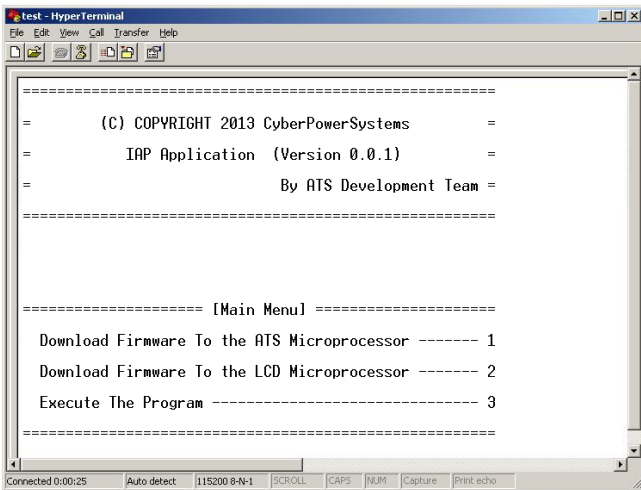 test - HyperTerminal
File Edit View Call Transfer Help
======================================================
= (C) COPYRIGHT 2013 CyberPowerSystems =
= IAP Application (Version 0.0.1) =
= By ATS Development Team =
======================================================
===================== [Main Menu] =====================
Download Firmware To the ATS Microprocessor ------- 1
Download Firmware To the LCD Microprocessor ------- 2
Execute The Program ------------------------------- 3
======================================================
Connected 0:00:25 Auto detect 115200 8-N-1 SCROLL CAPS NUM Capture Print echo